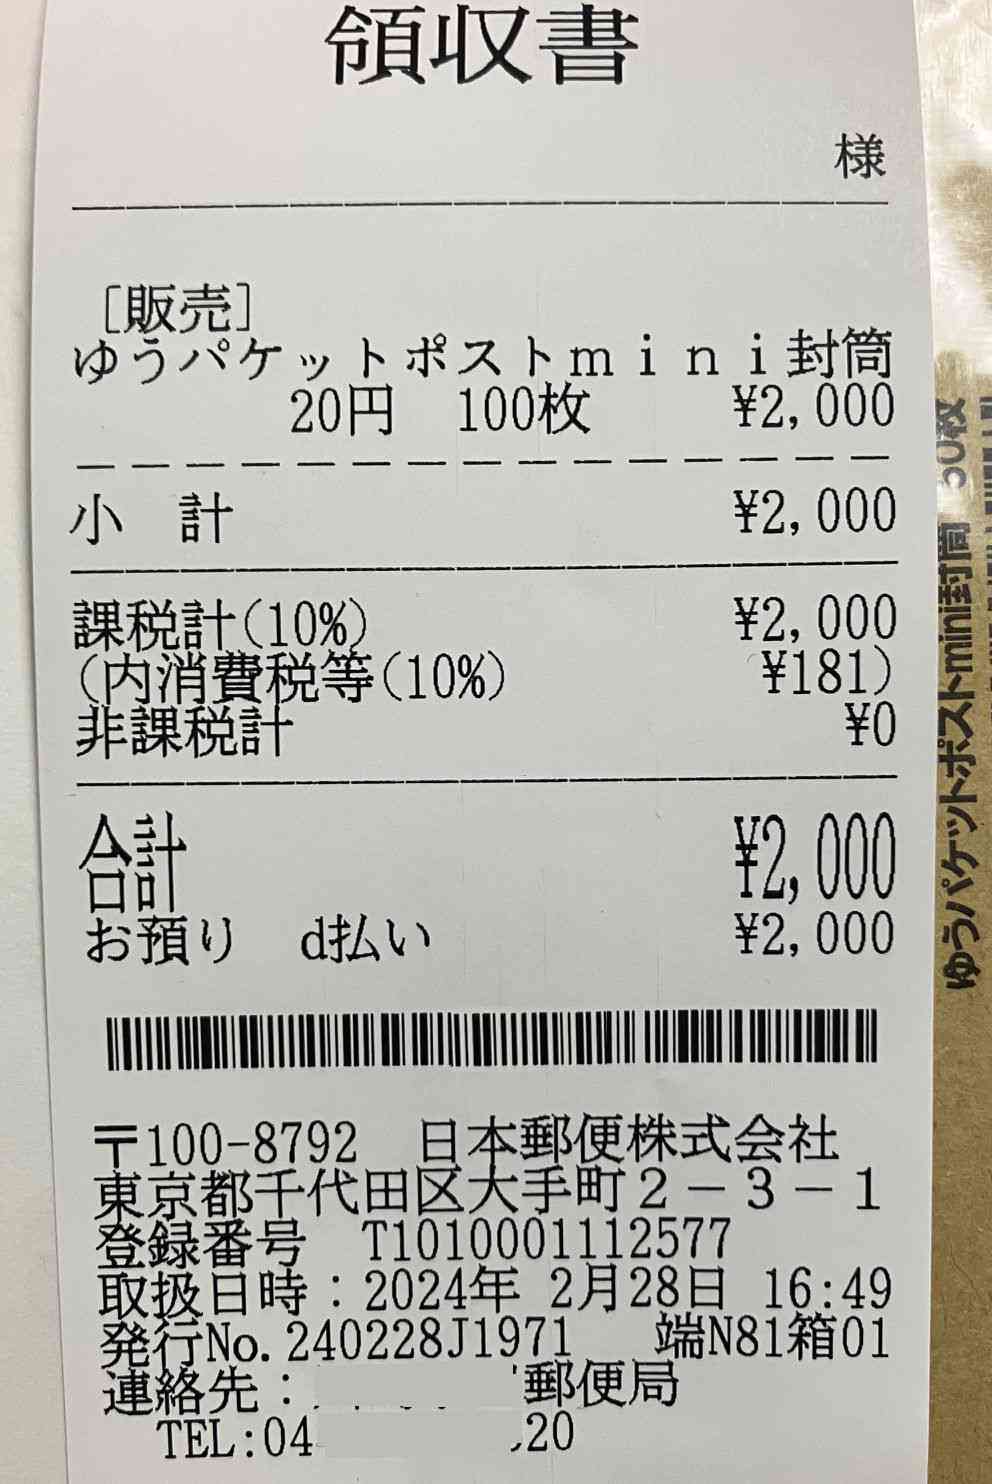 領収書
様
[販売]
ゆうパケットポストｍｉｎｉ封筒
20円　100枚　¥2,000
小　計　¥2,000
課税計(10%)　¥2,000
(内消費税等(10%)　¥181)
非課税計　¥0
合計　¥2,000
お預り　d払い　¥2,000
〒100-8792　日本郵便株式会社
東京都千代田区大手町２－３－１
登録番号　T1010001112577
取扱日時：2024年 2月28日 16:49
発行No.240228J1971　端N81箱01
連絡先：　郵便局
TEL:04　20
ゆうパケットポストmini封筒　50枚